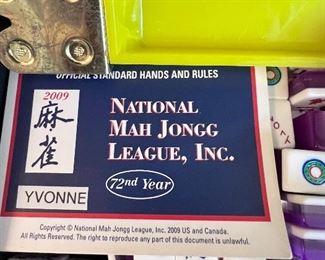 OFFICIAL STANDARD HANDS AND RULES
2009
麻
雀
NATIONAL
MAH JONGG
LEAGUE, INC.
72nd Year
YVONNE
Copyright © National Mah Jongg League, Inc. 2009 US and Canada.
All Rights Reserved. The right to reproduce any part of this document is unlawful.